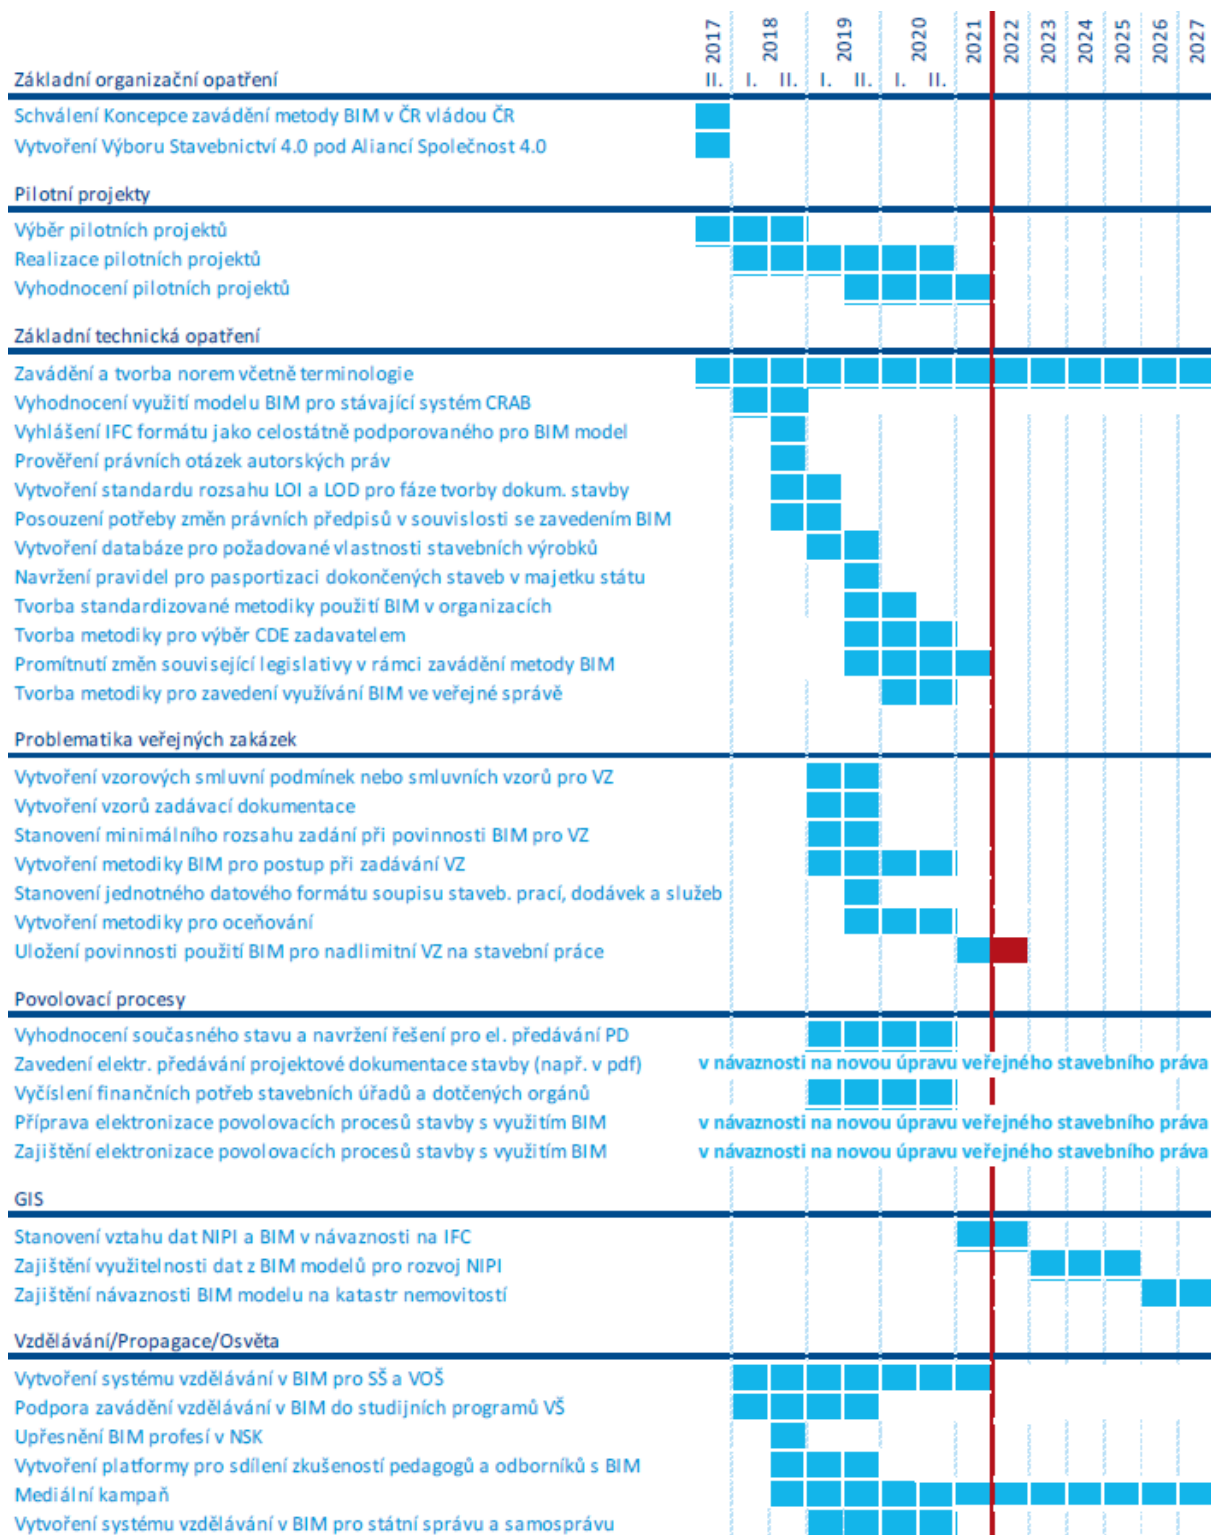 2017 2018 2019 2020 2021 2022 2023 2024 2025 2026 2027
Základní organizační opatření II. I. II. I. II. I. II.
Schválení Koncepce zavádění metody BIM v ČR vládou ČR
Vytvoření Výboru Stavebnictví 4.0 pod Aliancí Společnost 4.0
Pilotní projekty
Výběr pilotních projektů
Realizace pilotních projektů
Vyhodnocení pilotních projektů
Základní technická opatření
Zavádění a tvorba norem včetně terminologie
Vyhodnocení využití modelu BIM pro stávající systém CRAB
Vyhlášení IFC formátu jako celostátně podporovaného pro BIM model
Prověření právních otázek autorských práv
Vytvoření standardu rozsahu LOI a LOD pro fáze tvorby dokum. stavby
Posouzení potřeby změn právních předpisů v souvislosti se zavedením BIM
Vytvoření databáze pro požadované vlastnosti stavebních výrobků
Navržení pravidel pro pasportizaci dokončených staveb v majetku státu
Tvorba standardizované metodiky použití BIM v organizacích
Tvorba metodiky pro výběr CDE zadavatelem
Promítnutí změn související legislativy v rámci zavádění metody BIM
Tvorba metodiky pro zavedení využívání BIM ve veřejné správě
Problematika veřejných zakázek
Vytvoření vzorových smluvní podmínek nebo smluvních vzorů pro VZ
Vytvoření vzorů zadávací dokumentace
Stanovení minimálního rozsahu zadání při povinnosti BIM pro VZ
Vytvoření metodiky BIM pro postup při zadávání VZ
Stanovení jednotného datového formátu soupisu staveb. prací, dodávek a služeb
Vytvoření metodiky pro oceňování
Uložení povinnosti použití BIM pro nadlimitní VZ na stavební práce
Povolovací procesy
Vyhodnocení současného stavu a navržení řešení pro el. předávání PD
Zavedení elektr. předávání projektové dokumentace stavby (např. v pdf) v návaznosti na novou úpravu veřejného stavebního práva
Vyčíslení finančních potřeb stavebních úřadů a dotčených orgánů
Příprava elektronizace povolovacích procesů stavby s využitím BIM v návaznosti na novou úpravu veřejného stavebního práva
Zajištění elektronizace povolovacích procesů stavby s využitím BIM v návaznosti na novou úpravu veřejného stavebního práva
GIS
Stanovení vztahu dat NIPI a BIM v návaznosti na IFC
Zajištění využitelnosti dat z BIM modelů pro rozvoj NIPI
Zajištění návaznosti BIM modelu na katastr nemovitostí
Vzdělávání/Propagace/Osvěta
Vytvoření systému vzdělávání v BIM pro SŠ a VOŠ
Podpora zavádění vzdělávání v BIM do studijních programů VŠ
Upřesnění BIM profesí v NSK
Vytvoření platformy pro sdílení zkušeností pedagogů a odborníků s BIM
Mediální kampaň
Vytvoření systému vzdělávání v BIM pro státní správu a samosprávu